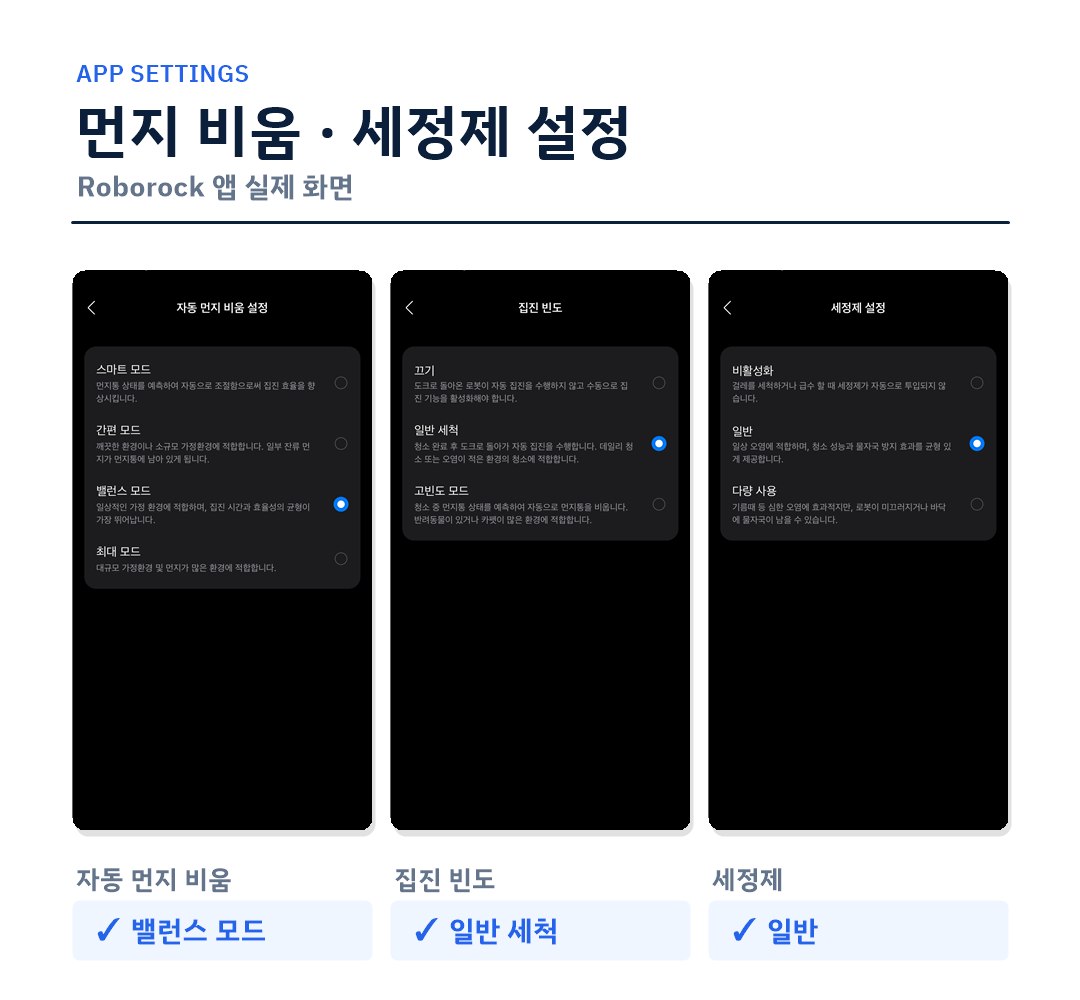 APP SETTINGS
먼지 비움 · 세정제 설정
Roborock 앱 실제 화면
자동 먼지 비움 설정
스마트 모드
먼지통 상태를 예측하여 자동으로 조절함으로써 집진 효율을 향
상시킵니다.
간편 모드
깨끗한 환경이나 소규모 가정환경에 적합합니다. 일부 잔류 먼
지가 먼지통에 남아 있게 됩니다.
밸런스 모드
일상적인 가정 환경에 적합하며, 집진 시간과 효율성의 균형이
가장 뛰어납니다.
최대 모드
대규모 가정환경 및 먼지가 많은 환경에 적합합니다.
집진 빈도
끄기
도크로 돌아온 로봇이 자동 집진을 수행하지 않고 수동으로 집
진 기능을 활성화해야 합니다.
일반 세척
청소 완료 후 도크로 돌아가 자동 집진을 수행합니다. 데일리 청
소 또는 오염이 적은 환경의 청소에 적합합니다.
고빈도 모드
청소 중 먼지통 상태를 예측하여 자동으로 먼지통을 비웁니다.
반려동물이 있거나 카펫이 많은 환경에 적합합니다.
세정제 설정
비활성화
걸레를 세척하거나 급수 할 때 세정제가 자동으로 투입되지 않
습니다.
일반
일상 오염에 적합하며, 청소 성능과 물자국 방지 효과를 균형 있
게 제공합니다.
다량 사용
기름때 등 심한 오염에 효과적이지만, 로봇이 미끄러지거나 바닥
에 물자국이 남을 수 있습니다.
자동 먼지 비움
✓ 밸런스 모드
집진 빈도
✓ 일반 세척
세정제
✓ 일반